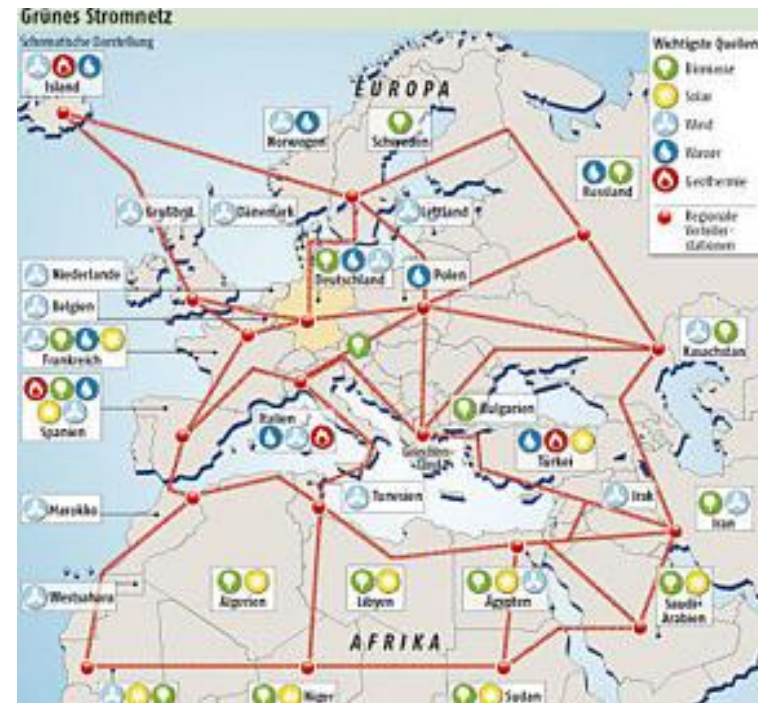 Grünes Stromnetz
Schematische Darstellung
Wichtigste Quellen
Biomasse
Solar
Wind
Wasser
Geothermie
Regionale
Verteiler-
stationen
Island
EUROPA
Norwegen
Schweden
Russland
Großbrit.
Dänemark
Lettland
Niederlande
Deutschland
Polen
Belgien
Frankreich
Kasachstan
Spanien
Italien
Bulgarien
Griechen-
land
Türkei
Marokko
Tunesien
Irak
Iran
Westsahara
Algerien
Libyen
Ägypten
Saudi-
Arabien
AFRIKA
Niger
Sudan